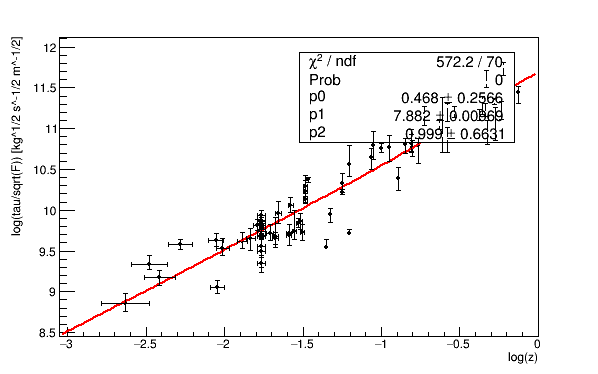 log(tau/sqrt(F)) [kg^1/2 s^-1/2 m^-1/2]
12
11.5
11
10.5
10
9.5
9
8.5
χ² / ndf 572.2 / 70
Prob 0
p0 0.468 ± 0.2566
p1 7.882 ± 0.00969
p2 0.999 ± 0.6631
−3 −2.5 −2 −1.5 −1 −0.5 0
log(z)